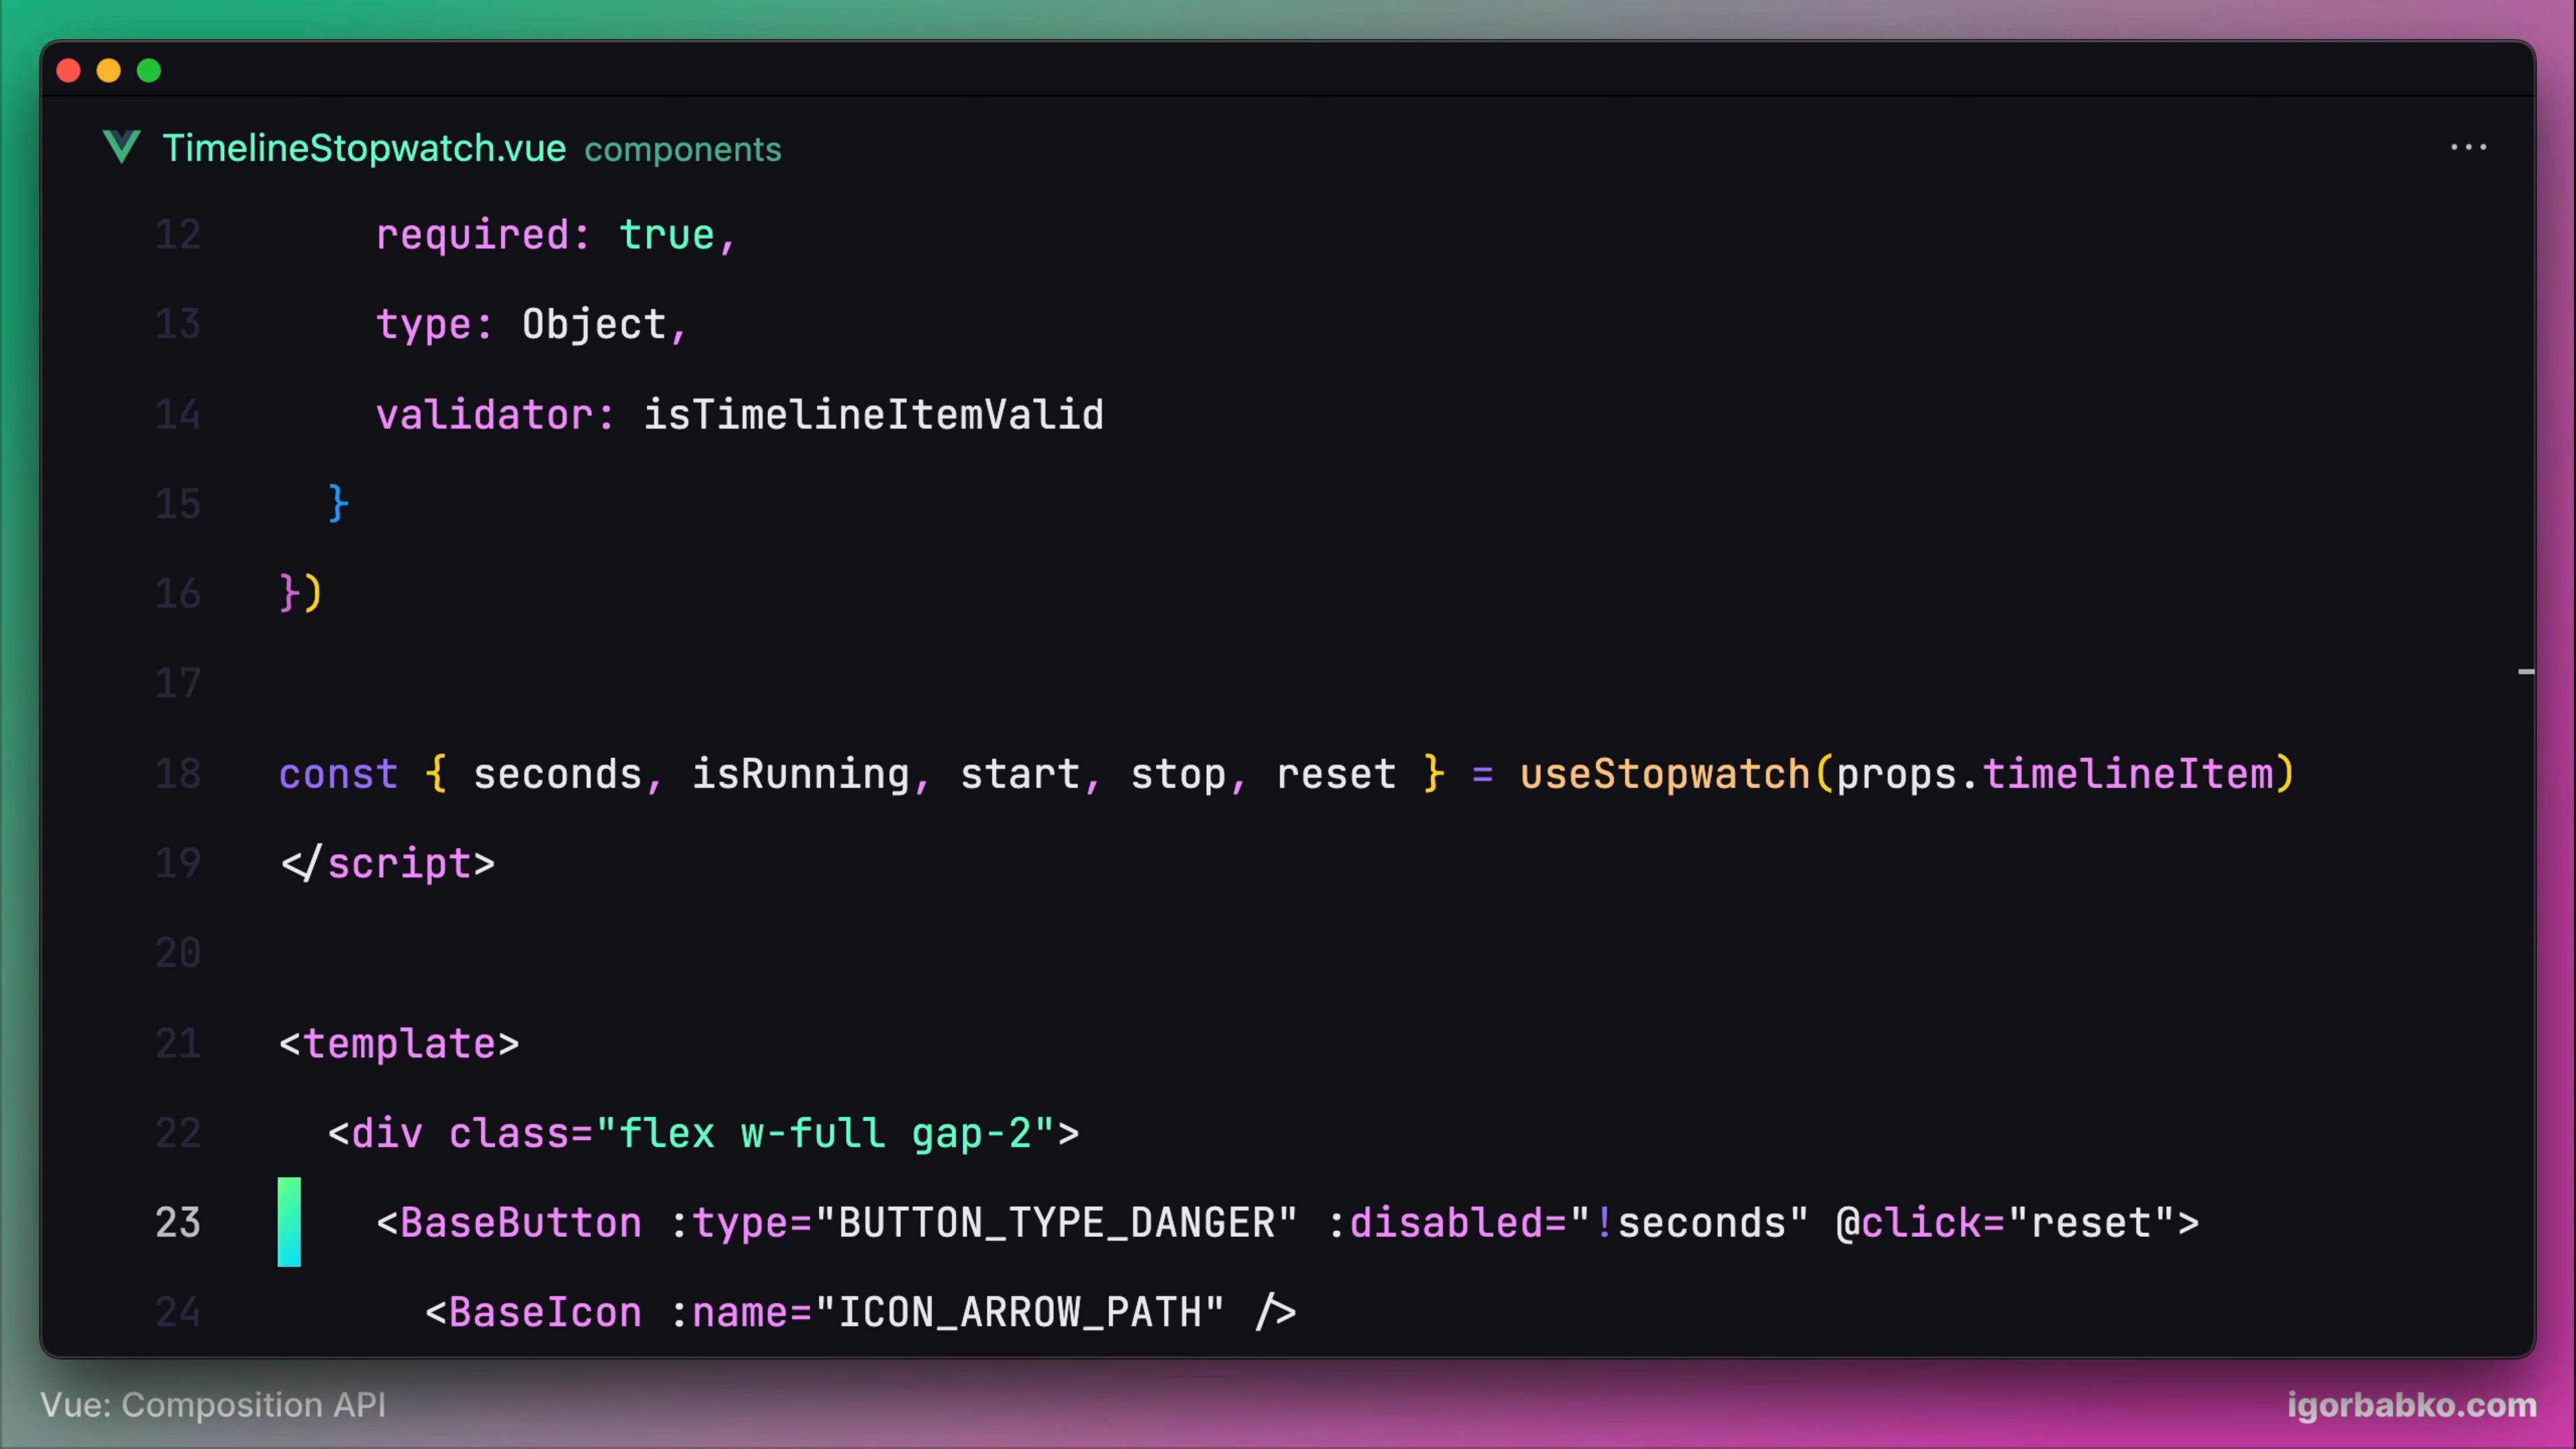 TimelineStopwatch.vue components ...
12 required: true,
13 type: Object,
14 validator: isTimelineItemValid
15 }
16 })
17
18 const { seconds, isRunning, start, stop, reset } = useStopwatch(props.timelineItem)
19 </script>
20
21 <template>
22 <div class="flex w-full gap-2">
23 <BaseButton :type="BUTTON_TYPE_DANGER" :disabled="!seconds" @click="reset">
24 <BaseIcon :name="ICON_ARROW_PATH" />
Vue: Composition API
igorbabko.com